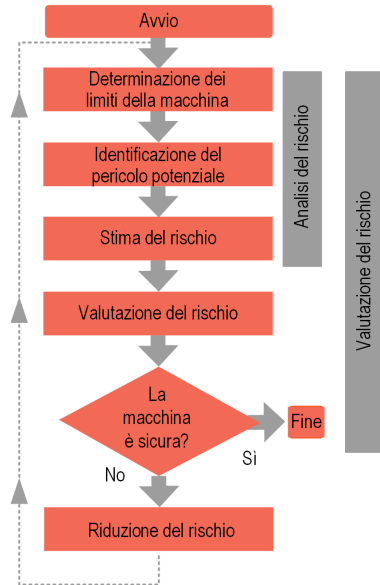 Avvio
Determinazione dei
limiti della macchina
Identificazione del
pericolo potenziale
Stima del rischio
Valutazione del rischio
La
macchina
è sicura?
Fine
Sì
No
Riduzione del rischio
Analisi del rischio
Valutazione del rischio